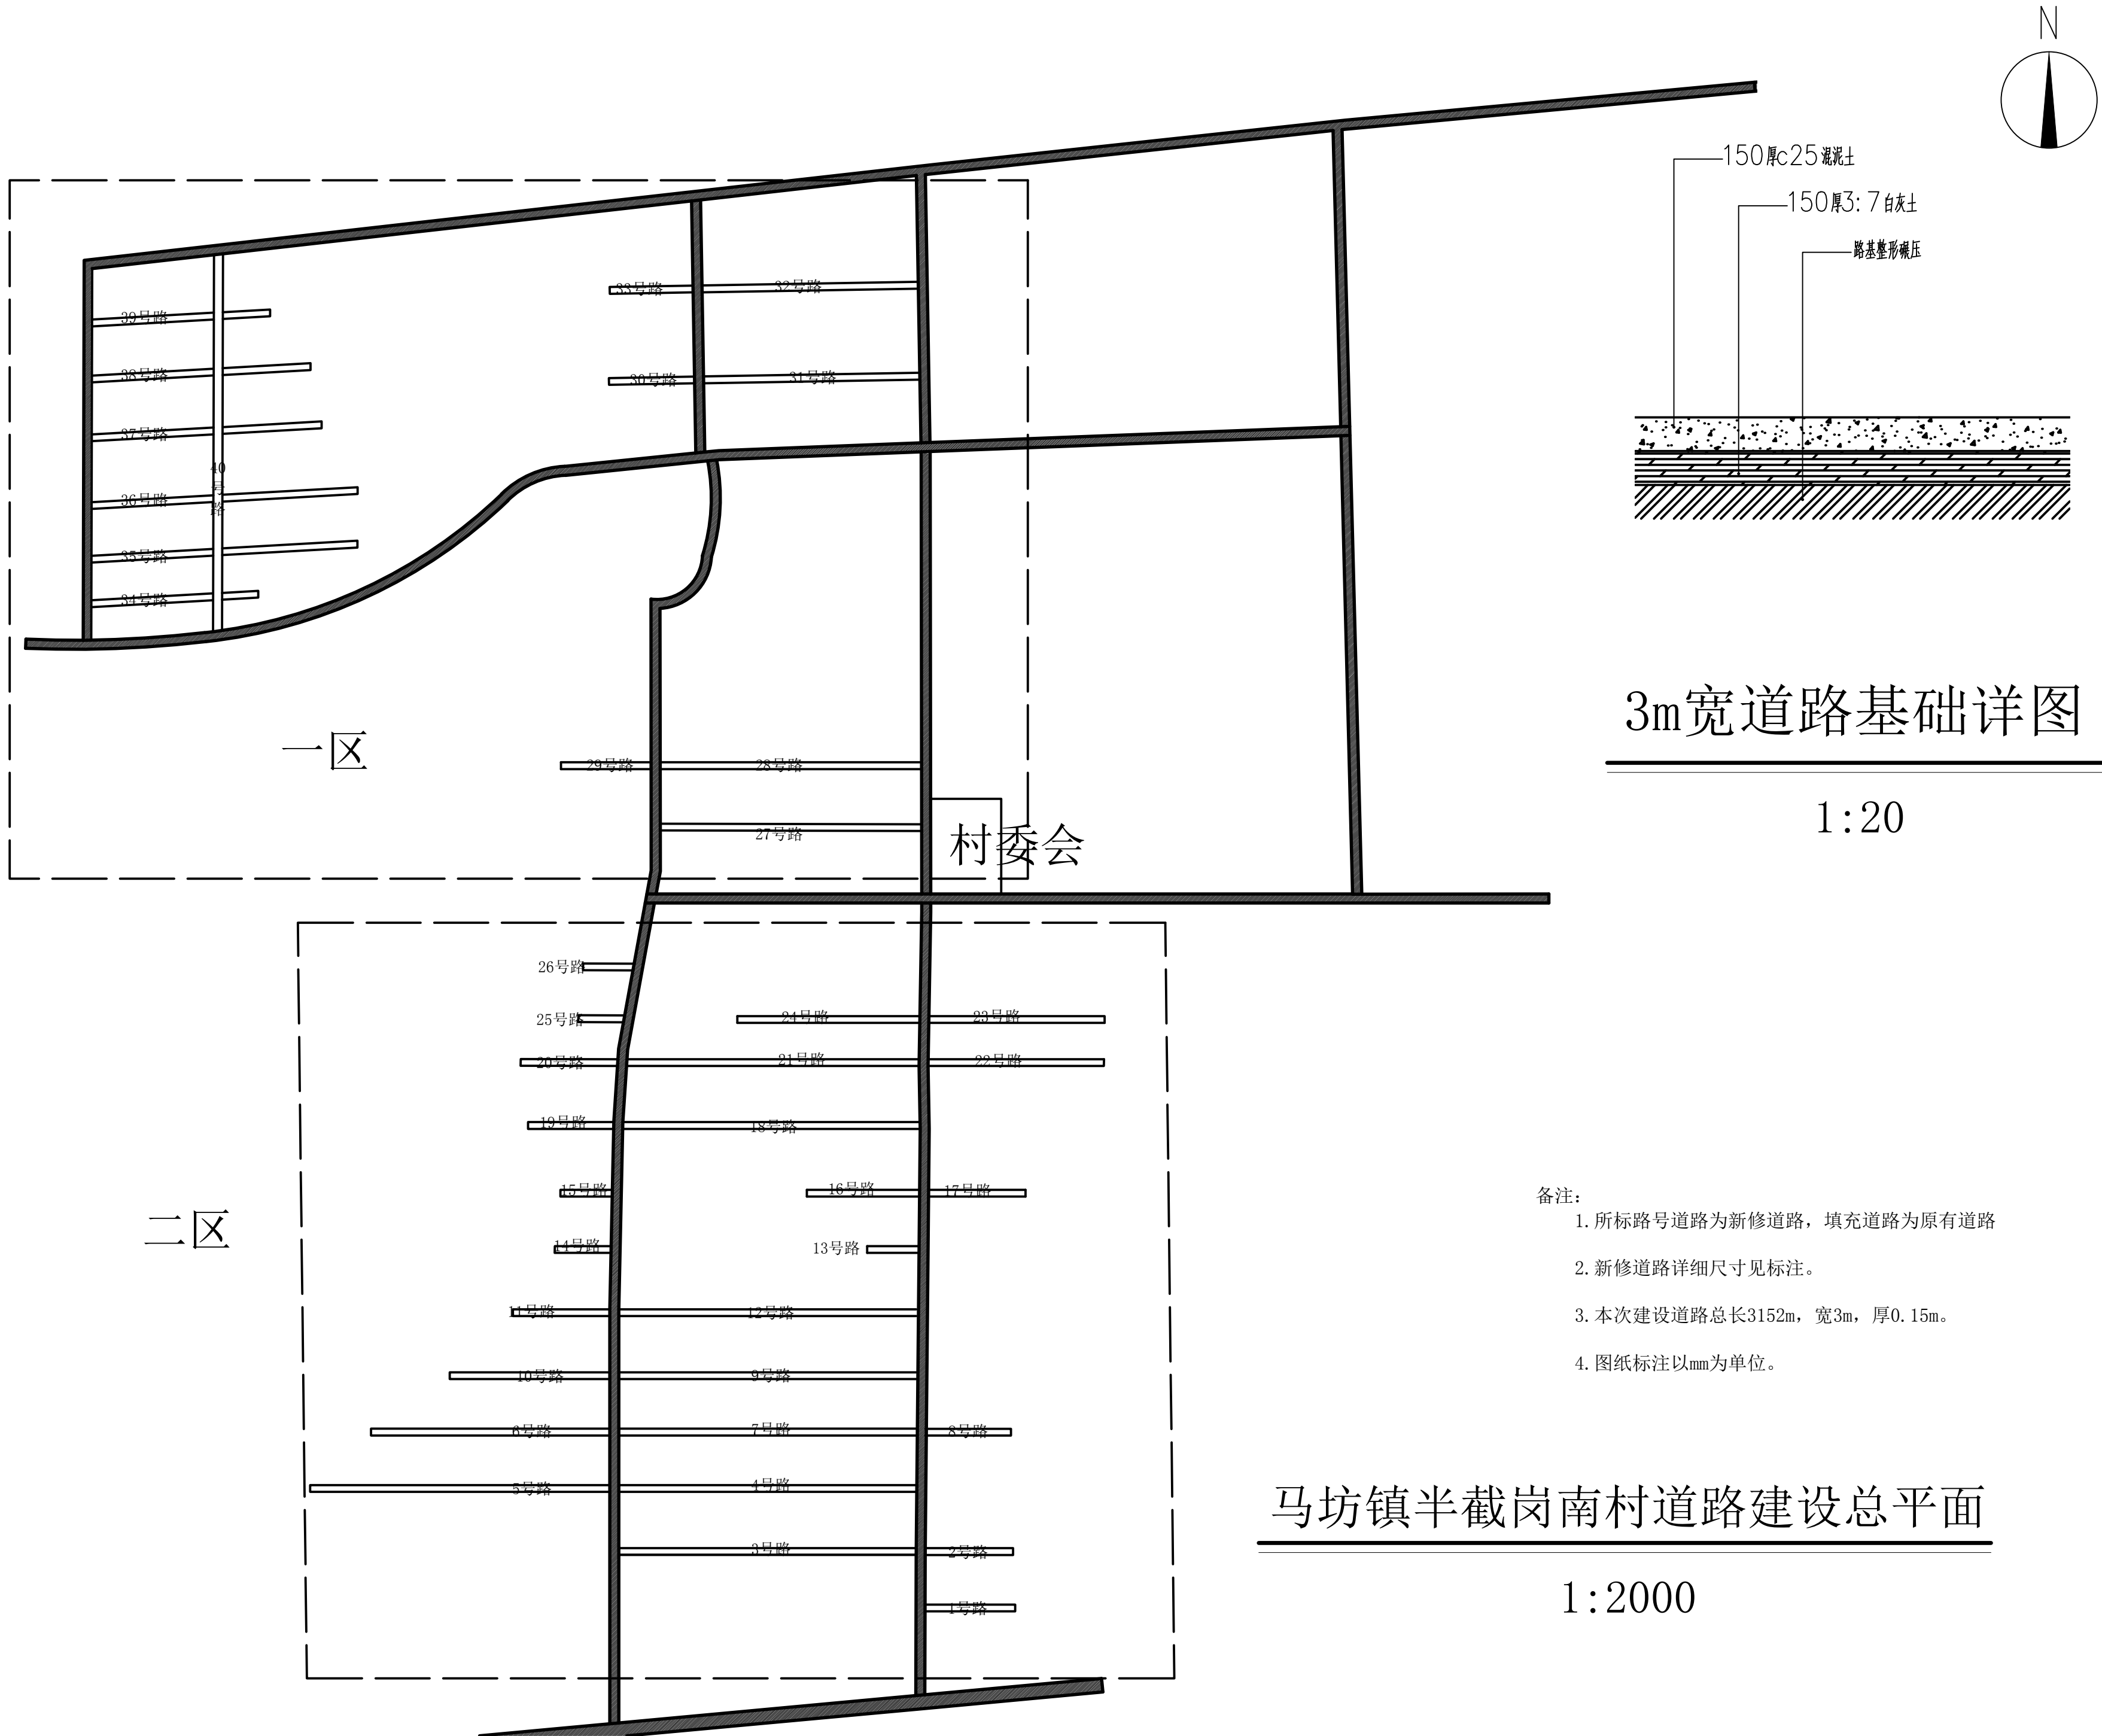 N
150厚c25混泥土
150厚3:7白灰土
路基整形碾压
33号路
32号路
39号路
38号路
30号路
31号路
37号路
40号路
36号路
35号路
34号路
3m宽道路基础详图
1:20
一区
29号路
28号路
27号路
村委会
26号路
25号路
24号路
23号路
20号路
21号路
22号路
19号路
18号路
15号路
16号路
17号路
二区
14号路
13号路
11号路
12号路
10号路
9号路
6号路
7号路
8号路
5号路
4号路
3号路
2号路
1号路
备注:
1.所标路号道路为新修道路，填充道路为原有道路
2.新修道路详细尺寸见标注。
3.本次建设道路总长3152m，宽3m，厚0.15m。
4.图纸标注以mm为单位。
马坊镇半截岗南村道路建设总平面
1:2000